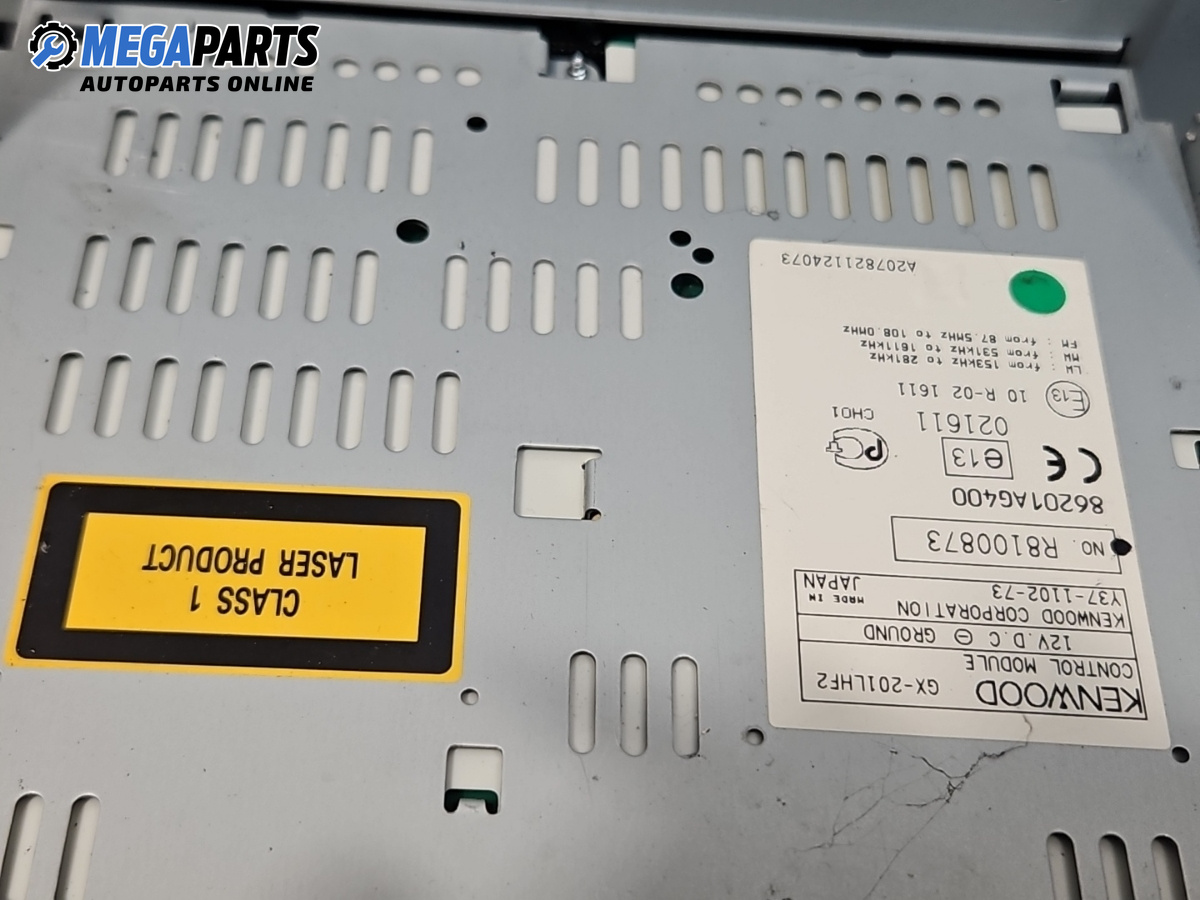 MEGAPARTS
AUTOPARTS ONLINE
KENWOOD
GX-201LHF2
CONTROL MODULE
12V.D.C ⊖ GROUND
KENWOOD CORPORATION
Y37-1102-73
MADE IN JAPAN
NO. R8100873
86201AG400
CE e13 021611
CH01
E13 10 R-02 1611
LW : from 153kHz to 281kHz
MW : from 531kHz to 1611kHz
FM : from 87.5MHz to 108.0MHz
A207821124073
CLASS 1
LASER PRODUCT